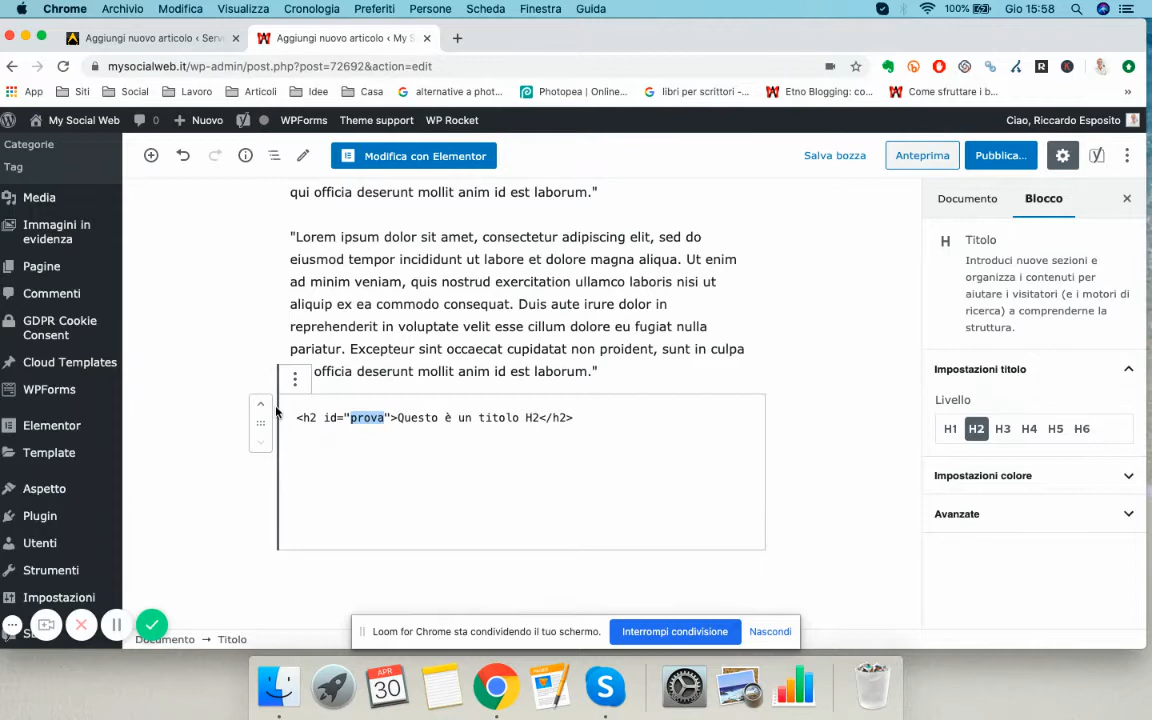 Chrome Archivio Modifica Visualizza Cronologia Preferiti Persone Scheda Finestra Guida 100% Gio 15:58
Aggiungi nuovo articolo ‹ Serv × Aggiungi nuovo articolo ‹ My S × +
mysocialweb.it/wp-admin/post.php?post=72692&action=edit
App Siti Social Lavoro Articoli Idee Casa alternative a phot... Photopea | Online... libri per scrittori -... Etno Blogging: co... Come sfruttare i b... »
My Social Web 0 + Nuovo WPForms Theme support WP Rocket Ciao, Riccardo Esposito
Categorie
Tag
Media
Immagini in
evidenza
Pagine
Commenti
GDPR Cookie
Consent
Cloud Templates
WPForms
Elementor
Template
Aspetto
Plugin
Utenti
Strumenti
Impostazioni
Modifica con Elementor Salva bozza Anteprima Pubblica...
qui officia deserunt mollit anim id est laborum."
"Lorem ipsum dolor sit amet, consectetur adipiscing elit, sed do
eiusmod tempor incididunt ut labore et dolore magna aliqua. Ut enim
ad minim veniam, quis nostrud exercitation ullamco laboris nisi ut
aliquip ex ea commodo consequat. Duis aute irure dolor in
reprehenderit in voluptate velit esse cillum dolore eu fugiat nulla
pariatur. Excepteur sint occaecat cupidatat non proident, sunt in culpa
officia deserunt mollit anim id est laborum."
<h2 id="prova">Questo è un titolo H2</h2>
Documento Blocco
Titolo
Introduci nuove sezioni e
organizza i contenuti per
aiutare i visitatori (e i motori di
ricerca) a comprenderne la
struttura.
Impostazioni titolo
Livello
H1 H2 H3 H4 H5 H6
Impostazioni colore
Avanzate
Loom for Chrome sta condividendo il tuo schermo. Interrompi condivisione Nascondi
Documento → Titolo
APR
30